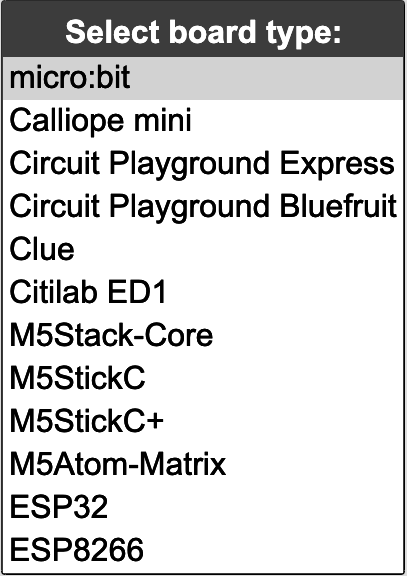 Select board type:
micro:bit
Calliope mini
Circuit Playground Express
Circuit Playground Bluefruit
Clue
Citilab ED1
M5Stack-Core
M5StickC
M5StickC+
M5Atom-Matrix
ESP32
ESP8266